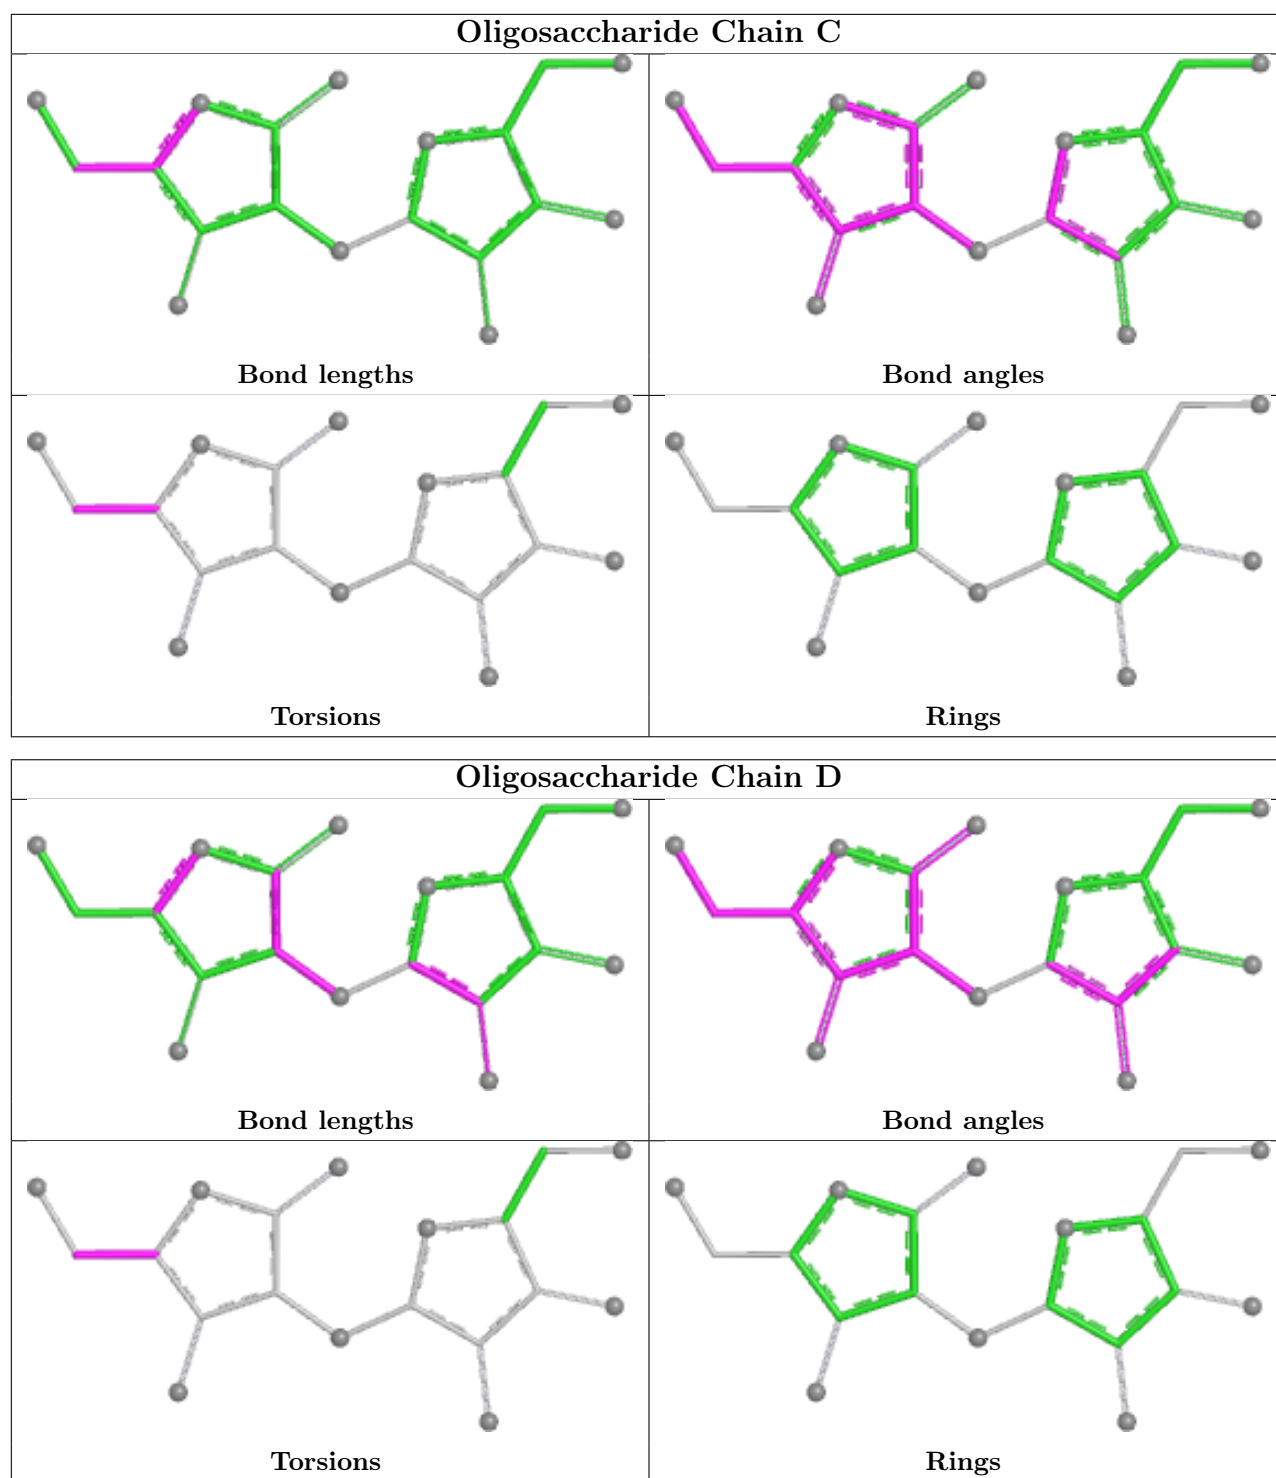 Oligosaccharide Chain C
Bond lengths
Bond angles
Torsions
Rings
Oligosaccharide Chain D
Bond lengths
Bond angles
Torsions
Rings